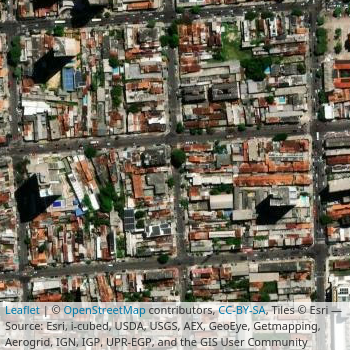 Leaflet | © OpenStreetMap contributors, CC-BY-SA, Tiles © Esri —
Source: Esri, i-cubed, USDA, USGS, AEX, GeoEye, Getmapping,
Aerogrid, IGN, IGP, UPR-EGP, and the GIS User Community